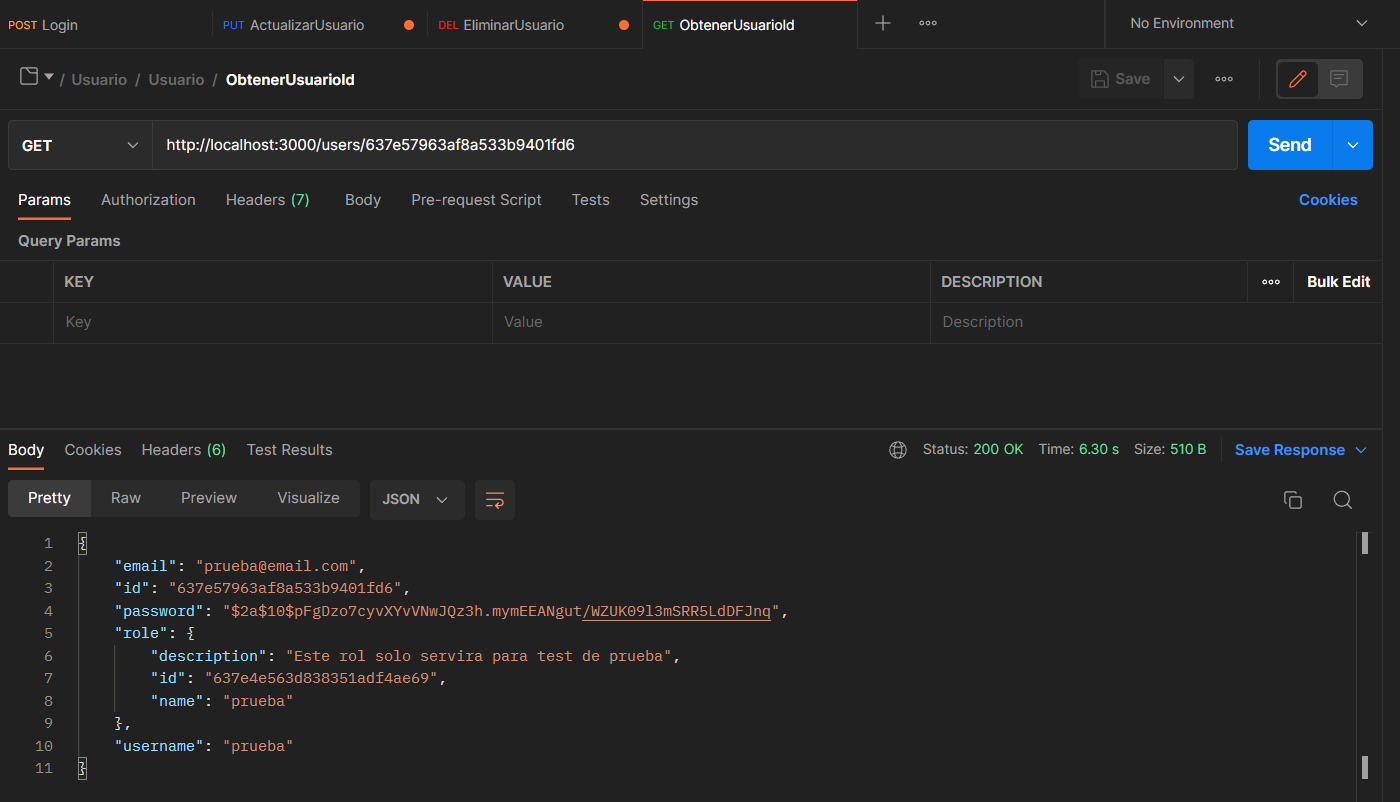 POST Login PUT ActualizarUsuario DEL EliminarUsuario GET ObtenerUsuarioId No Environment
/ Usuario / Usuario / ObtenerUsuarioId Save
GET http://localhost:3000/users/637e57963af8a533b9401fd6 Send
Params Authorization Headers (7) Body Pre-request Script Tests Settings Cookies
Query Params
KEY VALUE DESCRIPTION Bulk Edit
Key Value Description
Body Cookies Headers (6) Test Results Status: 200 OK Time: 6.30 s Size: 510 B Save Response
Pretty Raw Preview Visualize JSON
1 {
2 "email": "prueba@email.com",
3 "id": "637e57963af8a533b9401fd6",
4 "password": "$2a$10$pFgDzo7cyvXYvVNwJQz3h.mymEEANgut/WZUK09l3mSRR5LdDFJnq",
5 "role": {
6 "description": "Este rol solo servira para test de prueba",
7 "id": "637e4e563d838351adf4ae69",
8 "name": "prueba"
9 },
10 "username": "prueba"
11 }